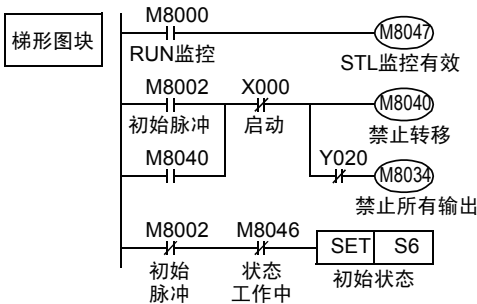 梯形图块
M8000
M8047
RUN监控
STL监控有效
M8002 X000
M8040
初始脉冲 启动
禁止转移
M8040 Y020
M8034
禁止所有输出
M8002 M8046
SET S6
初始 状态 初始状态
脉冲 工作中